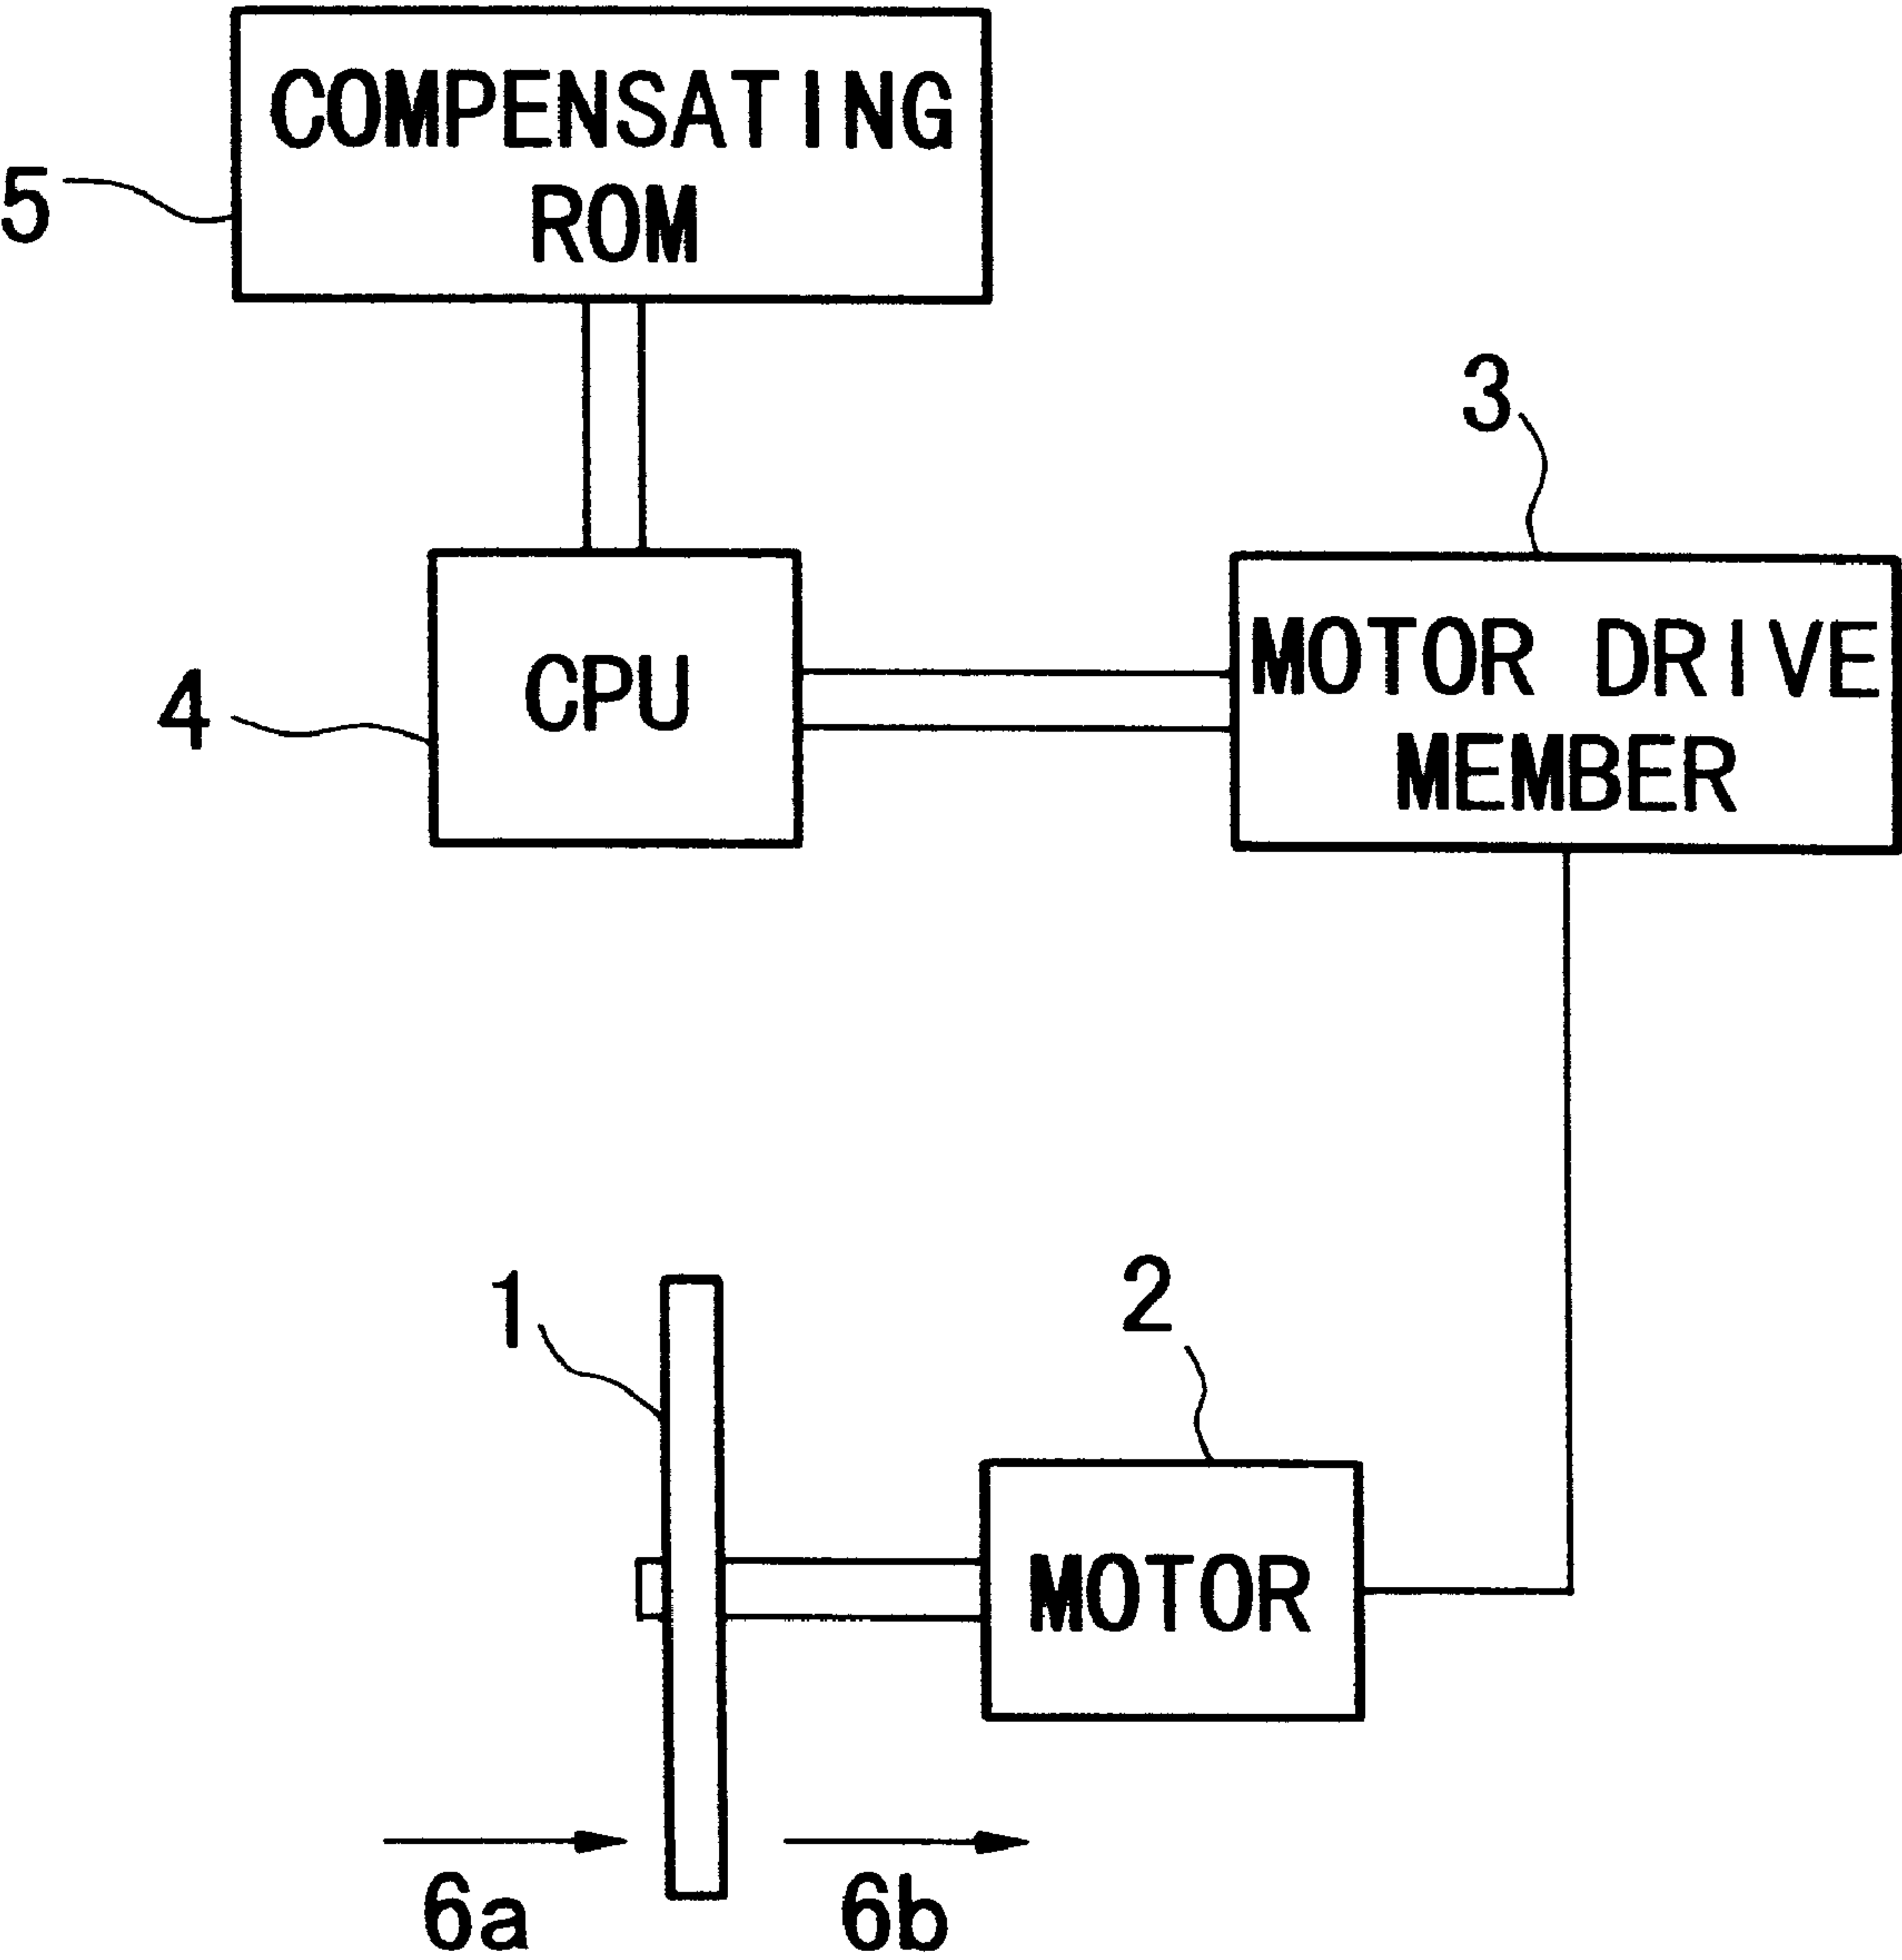 COMPENSATING
ROM
5
3
CPU
4
MOTOR DRIVE
MEMBER
1
2
MOTOR
6a
6b